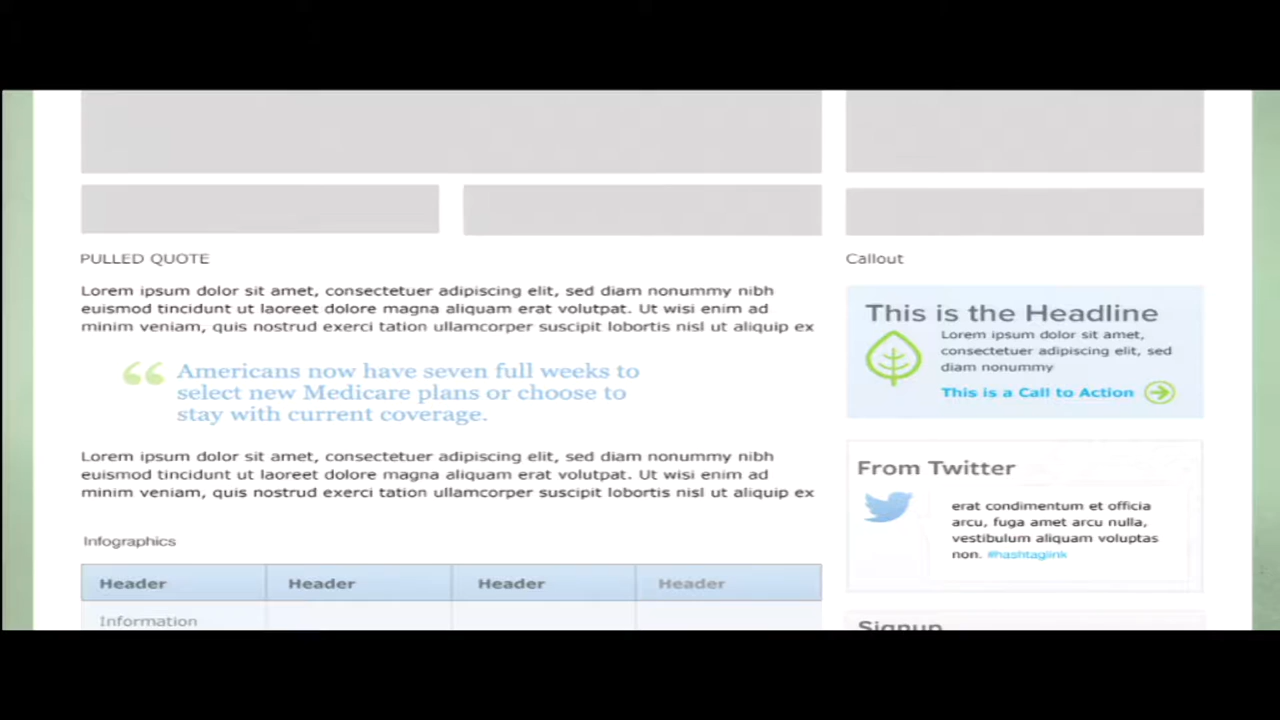 PULLED QUOTE
Lorem ipsum dolor sit amet, consectetuer adipiscing elit, sed diam nonummy nibh
euismod tincidunt ut laoreet dolore magna aliquam erat volutpat. Ut wisi enim ad
minim veniam, quis nostrud exerci tation ullamcorper suscipit lobortis nisl ut aliquip ex
“ Americans now have seven full weeks to
select new Medicare plans or choose to
stay with current coverage.
Lorem ipsum dolor sit amet, consectetuer adipiscing elit, sed diam nonummy nibh
euismod tincidunt ut laoreet dolore magna aliquam erat volutpat. Ut wisi enim ad
minim veniam, quis nostrud exerci tation ullamcorper suscipit lobortis nisl ut aliquip ex
Infographics
Header Header Header Header
Information
Callout
This is the Headline
Lorem ipsum dolor sit amet,
consectetuer adipiscing elit, sed
diam nonummy
This is a Call to Action
From Twitter
erat condimentum et officia
arcu, fuga amet arcu nulla,
vestibulum aliquam voluptas
non. #hashtaglink
Signup